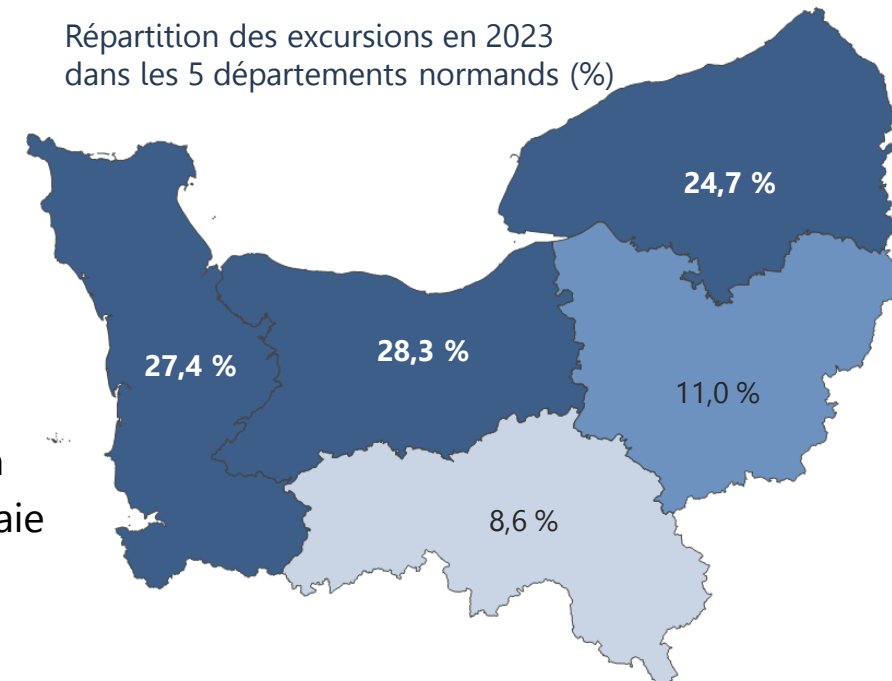 Répartition des excursions en 2023
dans les 5 départements normands (%)
24,7 %
28,3 %
27,4 %
11,0 %
aie
8,6 %